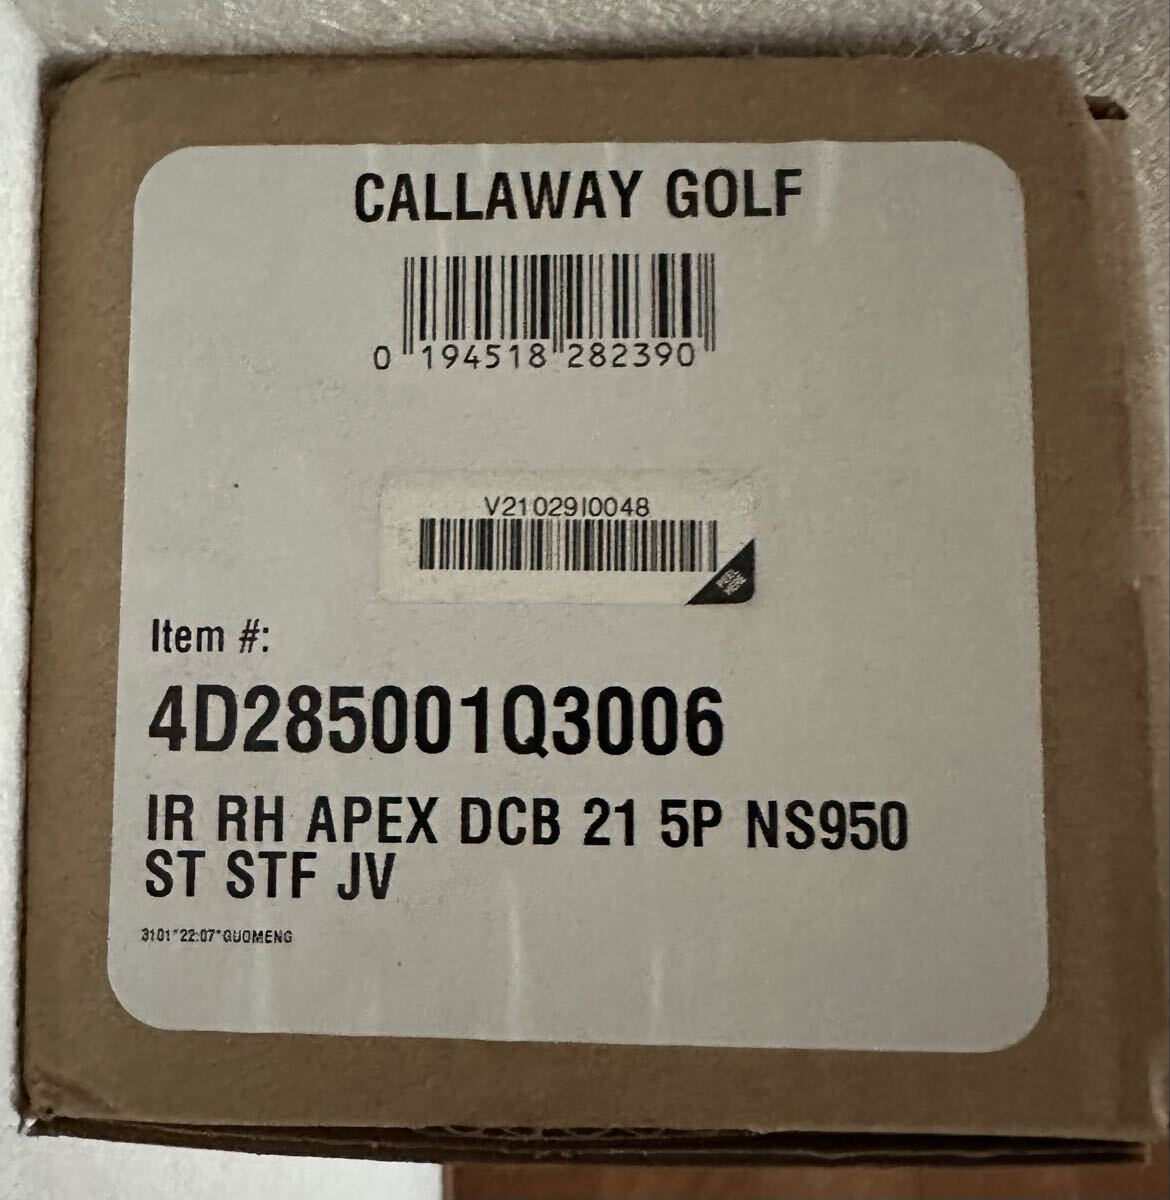 CALLAWAY GOLF
0 194518 282390
V21029I0048
Item #:
4D285001Q3006
IR RH APEX DCB 21 5P NS950
ST STF JV
3101*22:07*GUOMENG